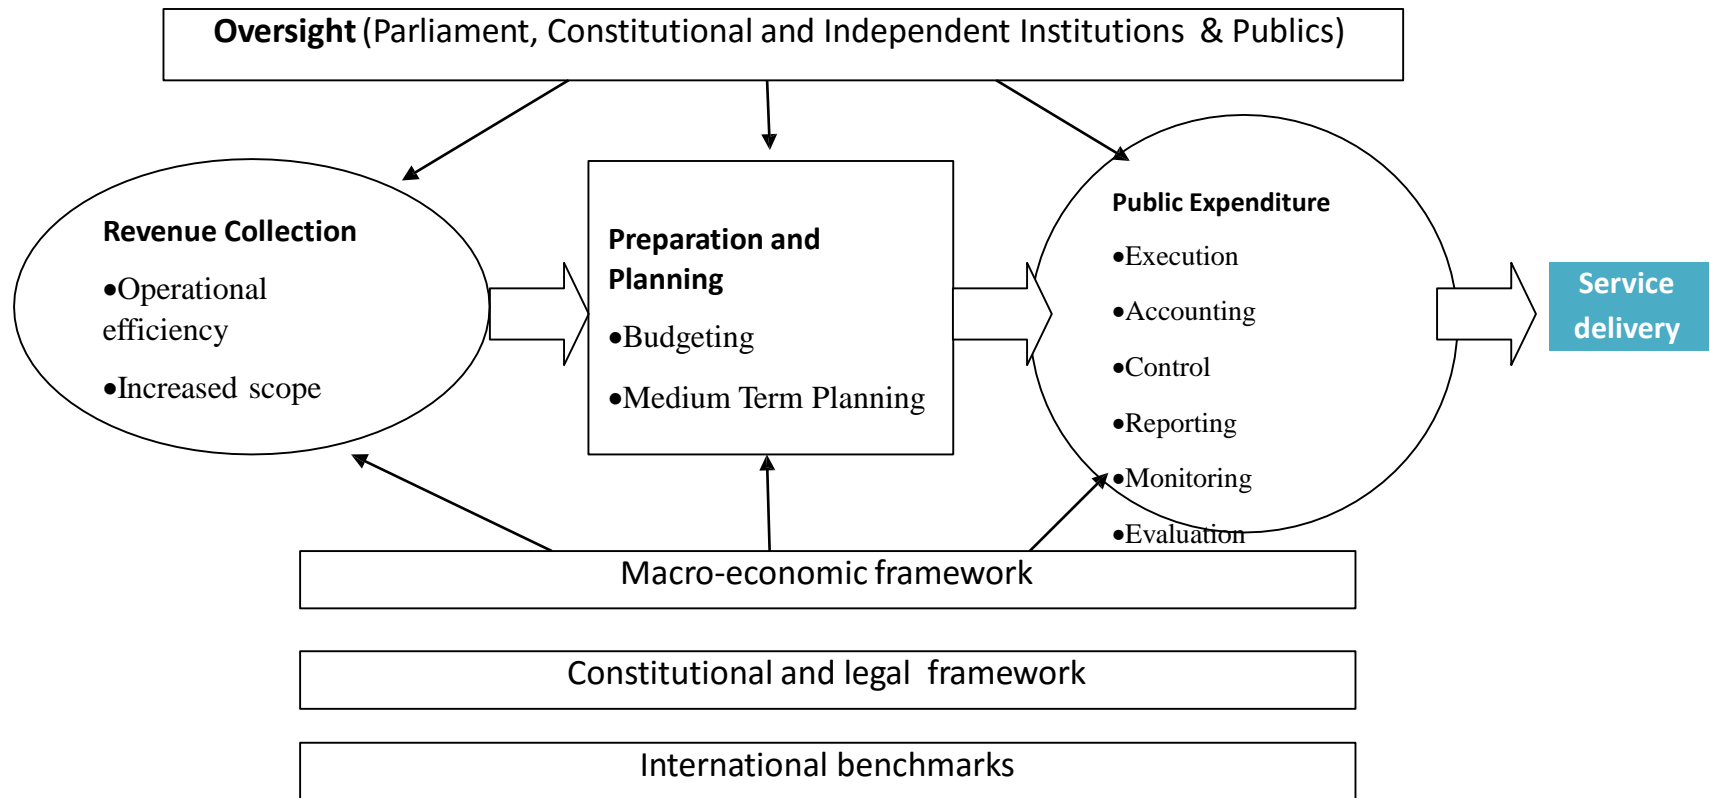 Oversight (Parliament, Constitutional and Independent Institutions & Publics)
Revenue Collection
•Operational
efficiency
•Increased scope
Preparation and
Planning
•Budgeting
•Medium Term Planning
Public Expenditure
•Execution
•Accounting
•Control
•Reporting
•Monitoring
•Evaluation
Service
delivery
Macro-economic framework
Constitutional and legal framework
International benchmarks